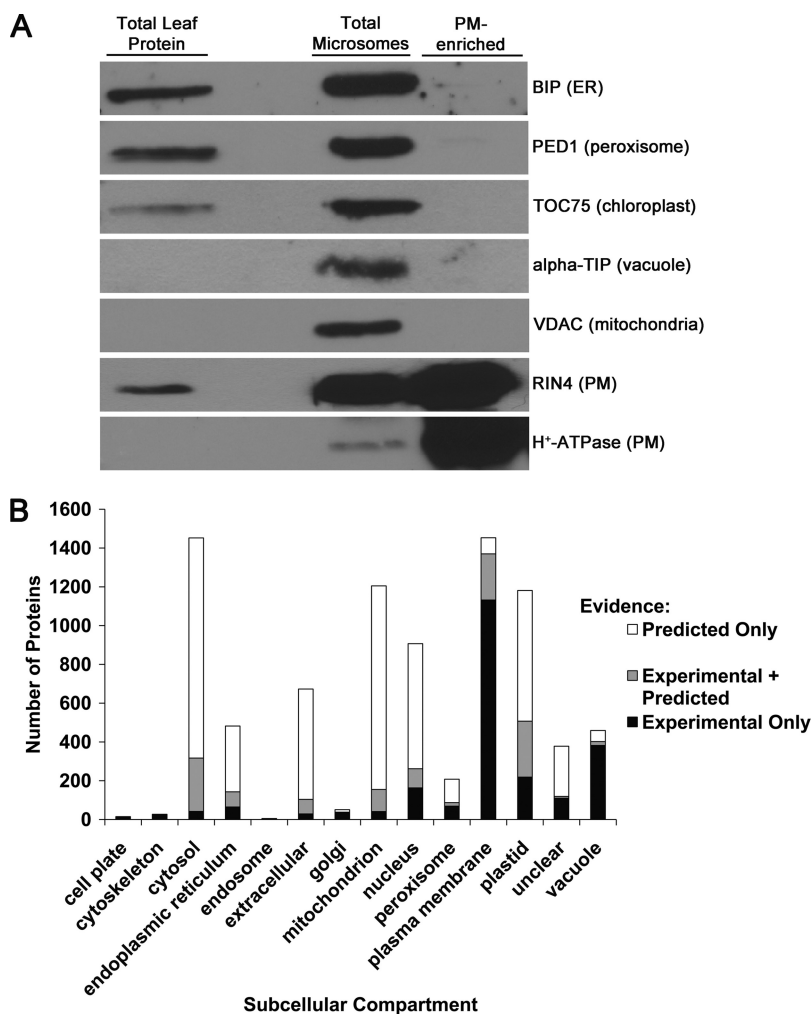 A
Total Leaf
Protein
Total
Microsomes
PM-
enriched
BIP (ER)
PED1 (peroxisome)
TOC75 (chloroplast)
alpha-TIP (vacuole)
VDAC (mitochondria)
RIN4 (PM)
H⁺-ATPase (PM)
B
Number of Proteins
1600
1400
1200
1000
800
600
400
200
0
cell plate
cytoskeleton
cytosol
endoplasmic reticulum
endosome
extracellular
golgi
mitochondrion
nucleus
peroxisome
plasma membrane
plastid
unclear
vacuole
Subcellular Compartment
Evidence:
Predicted Only
Experimental +
Predicted
Experimental Only